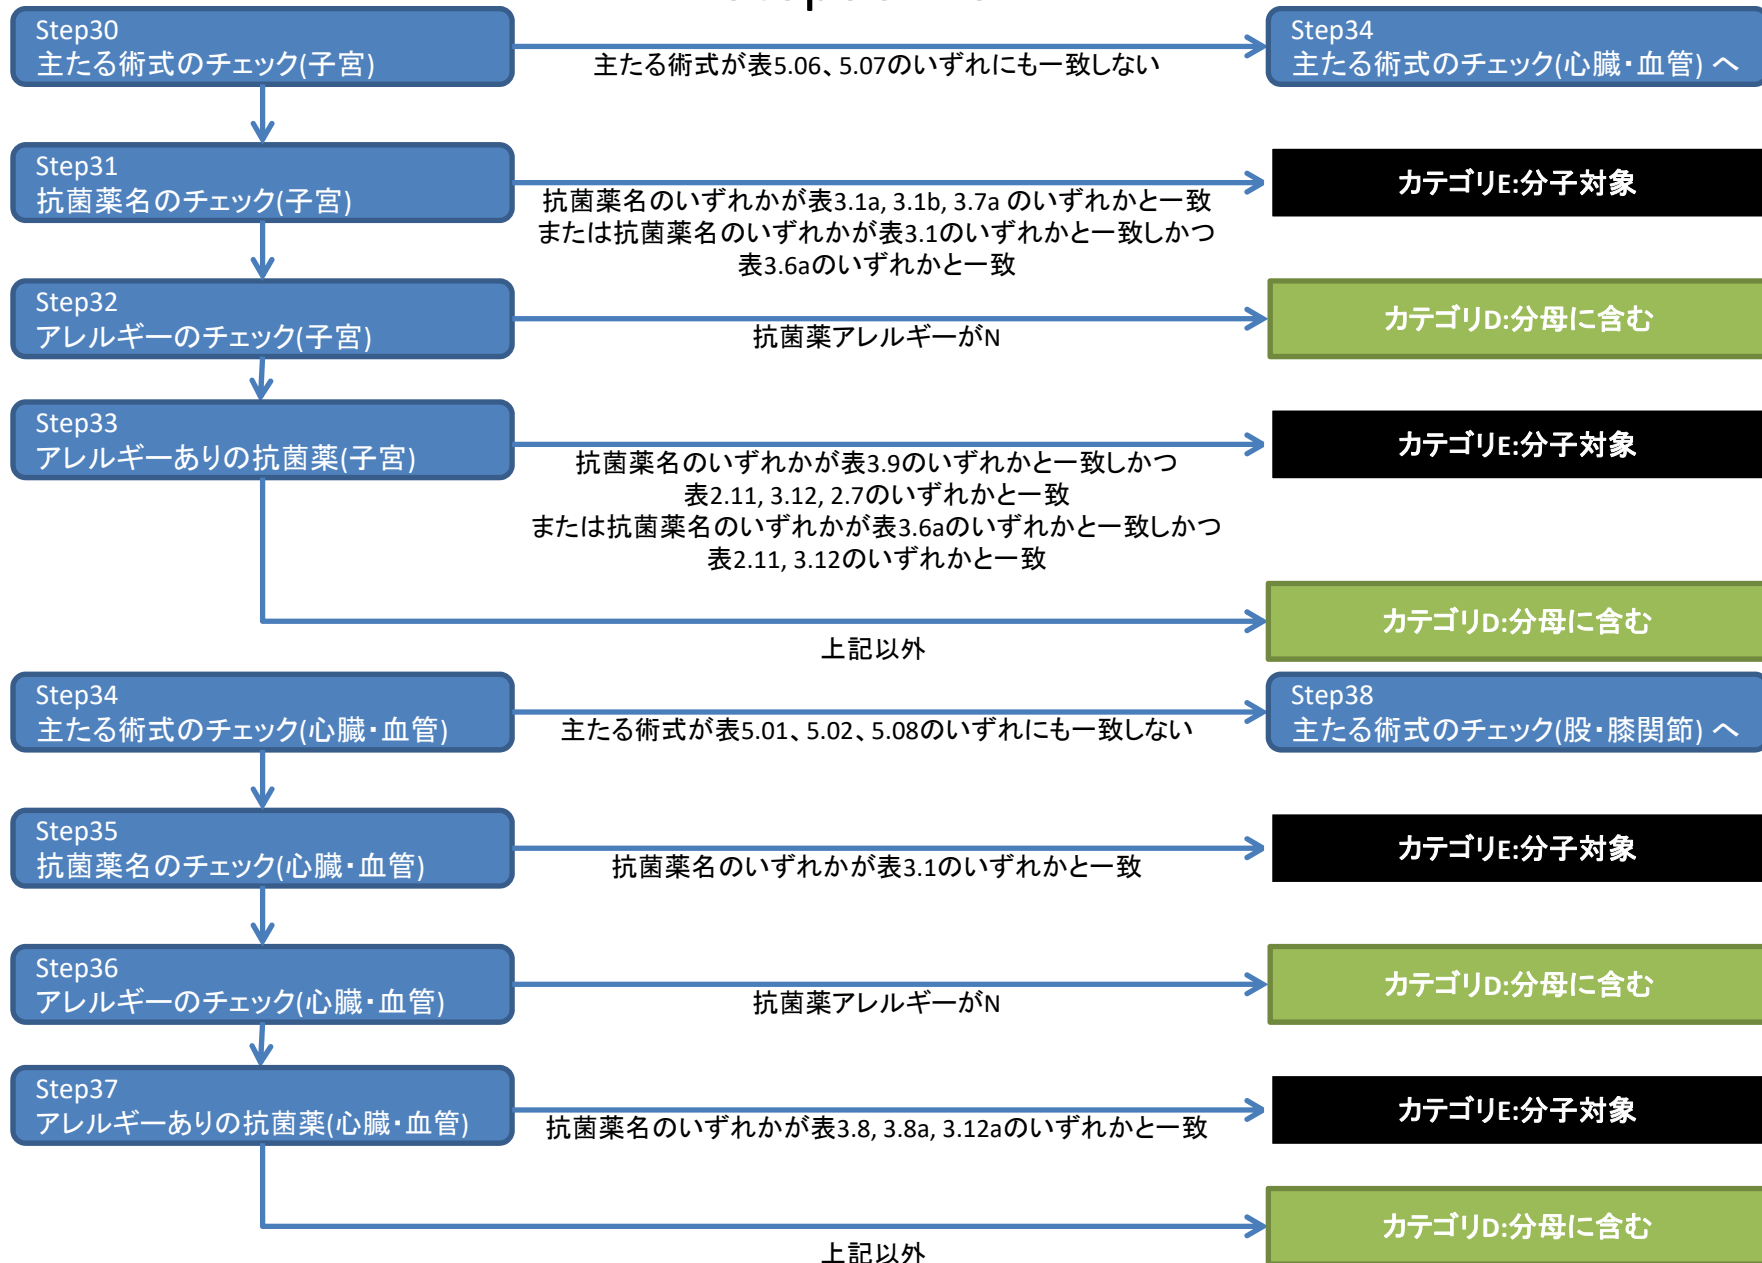 Step30
主たる術式のチェック(子宮)
主たる術式が表5.06、5.07のいずれにも一致しない
Step34
主たる術式のチェック(心臓・血管) へ
Step31
抗菌薬名のチェック(子宮)
抗菌薬名のいずれかが表3.1a, 3.1b, 3.7a のいずれかと一致
または抗菌薬名のいずれかが表3.1のいずれかと一致しかつ
表3.6aのいずれかと一致
カテゴリE:分子対象
Step32
アレルギーのチェック(子宮)
抗菌薬アレルギーがN
カテゴリD:分母に含む
Step33
アレルギーありの抗菌薬(子宮)
抗菌薬名のいずれかが表3.9のいずれかと一致しかつ
表2.11, 3.12, 2.7のいずれかと一致
または抗菌薬名のいずれかが表3.6aのいずれかと一致しかつ
表2.11, 3.12のいずれかと一致
カテゴリE:分子対象
上記以外
カテゴリD:分母に含む
Step34
主たる術式のチェック(心臓・血管)
主たる術式が表5.01、5.02、5.08のいずれにも一致しない
Step38
主たる術式のチェック(股・膝関節) へ
Step35
抗菌薬名のチェック(心臓・血管)
抗菌薬名のいずれかが表3.1のいずれかと一致
カテゴリE:分子対象
Step36
アレルギーのチェック(心臓・血管)
抗菌薬アレルギーがN
カテゴリD:分母に含む
Step37
アレルギーありの抗菌薬(心臓・血管)
抗菌薬名のいずれかが表3.8, 3.8a, 3.12aのいずれかと一致
カテゴリE:分子対象
上記以外
カテゴリD:分母に含む